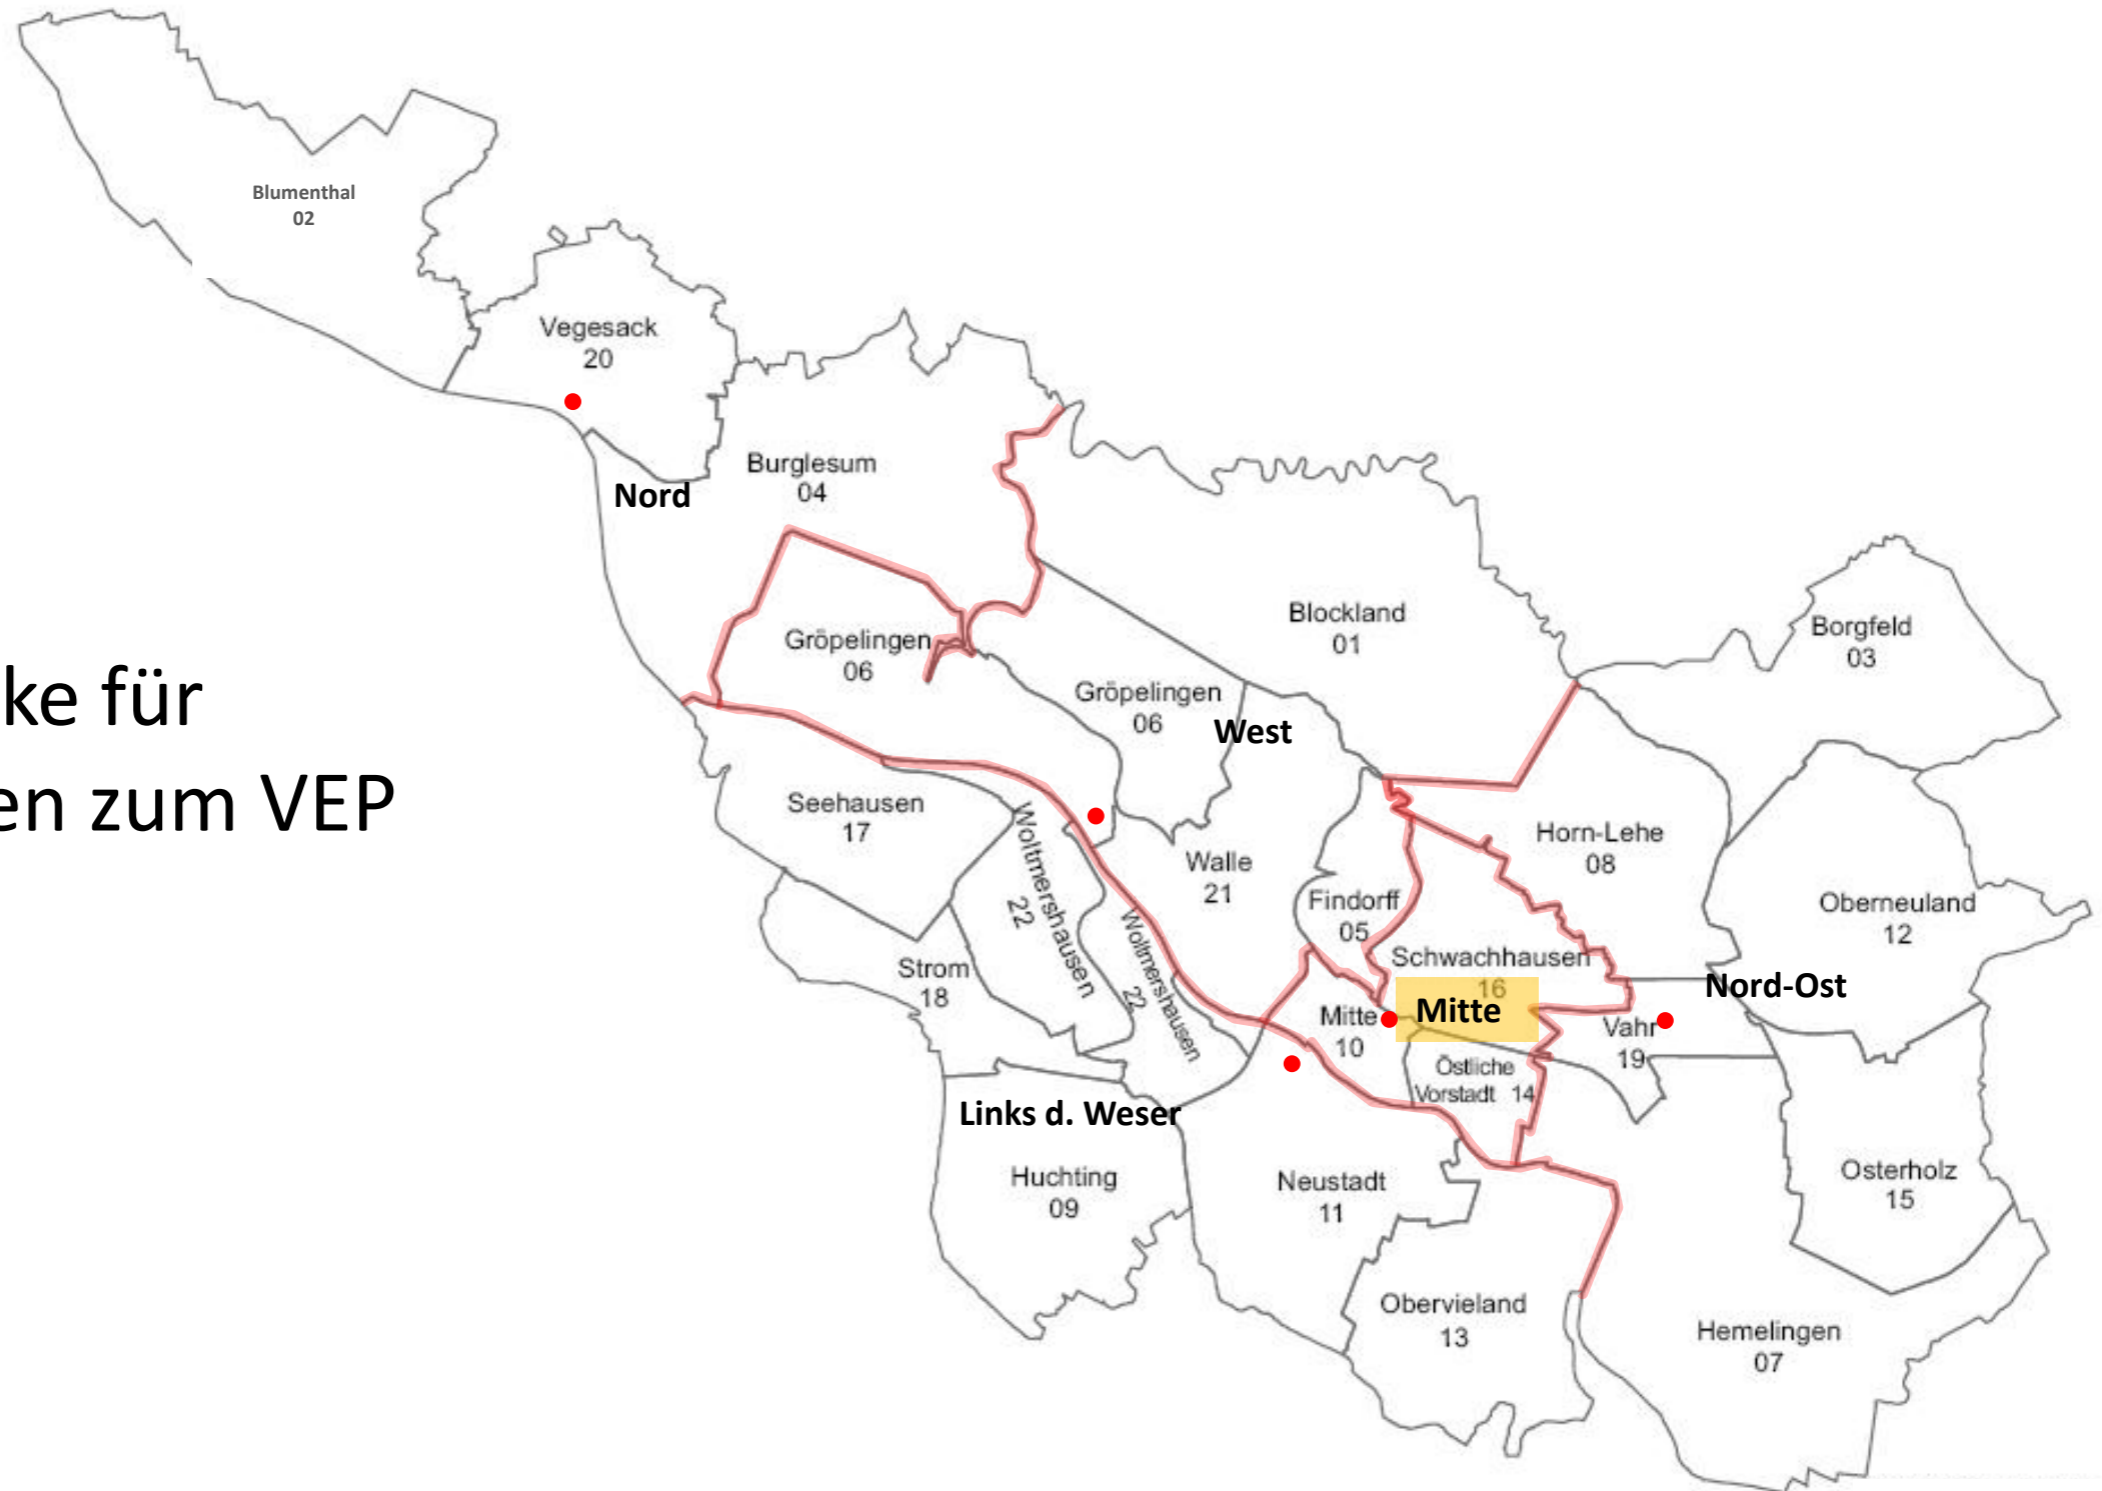 Blumenthal
02
Vegesack
20
Burglesum
04
Nord
Gröpelingen
06
Gröpelingen
06
Blockland
01
Borgfeld
03
West
ke für
en zum VEP
Seehausen
17
Woltmershausen
22
Woltmershausen
22
Walle
21
Findorff
05
Horn-Lehe
08
Oberneuland
12
Strom
18
Schwachhausen
16
Mitte
10
Mitte
Vahr
19
Nord-Ost
Östliche
Vorstadt 14
Links d. Weser
Huchting
09
Neustadt
11
Osterholz
15
Obervieland
13
Hemelingen
07